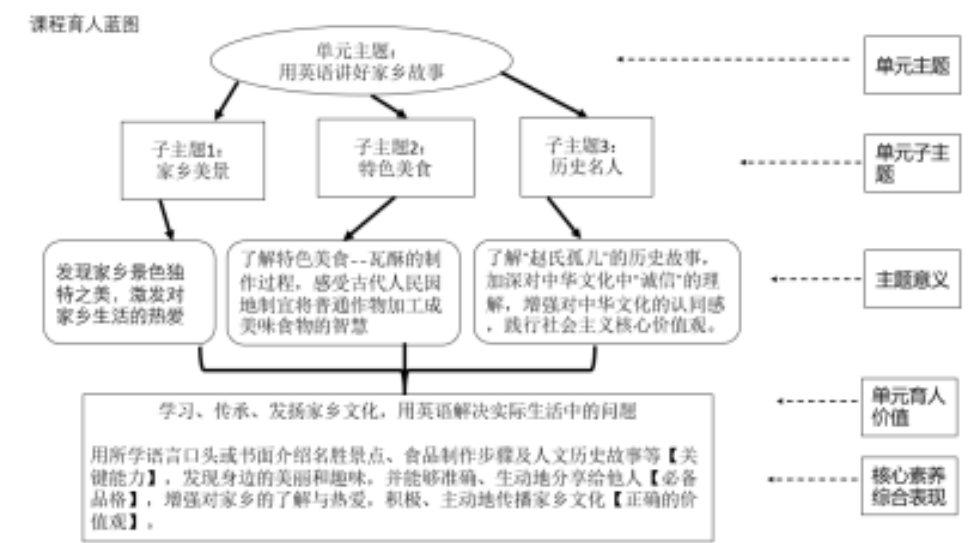 课程育人蓝图
单元主题：
用英语讲好家乡故事
单元主题
子主题1：
家乡美景
子主题2：
特色美食
子主题3：
历史名人
单元子主
题
发现家乡景色独
特之美，激发对
家乡生活的热爱
了解特色美食--瓦酥的制
作过程，感受古代人民因
地制宜将普通作物加工成
美味食物的智慧
了解“赵氏孤儿”的历史故事，
加深对中华文化中“诚信”的理
解，增强对中华文化的认同感
，践行社会主义核心价值观。
主题意义
学习、传承、发扬家乡文化，用英语解决实际生活中的问题
单元育人
价值
用所学语言口头或书面介绍名胜景点、食品制作步骤及人文历史故事等【关
键能力】，发现身边的美丽和趣味，并能够准确、生动地分享给他人【必备
品格】，增强对家乡的了解与热爱，积极、主动地传播家乡文化【正确的价
值观】。
核心素养
综合表现